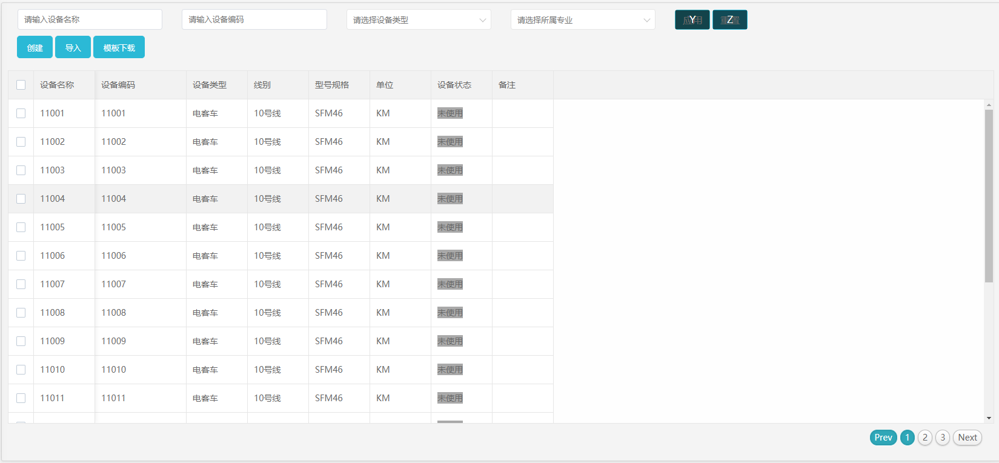 请输入设备名称 请输入设备编码 请选择设备类型 请选择所属专业 应用 Y 重置 Z
创建 导入 模板下载
设备名称 设备编码 设备类型 线别 型号规格 单位 设备状态 备注
11001 11001 电客车 10号线 SFM46 KM 未使用
11002 11002 电客车 10号线 SFM46 KM 未使用
11003 11003 电客车 10号线 SFM46 KM 未使用
11004 11004 电客车 10号线 SFM46 KM 未使用
11005 11005 电客车 10号线 SFM46 KM 未使用
11006 11006 电客车 10号线 SFM46 KM 未使用
11007 11007 电客车 10号线 SFM46 KM 未使用
11008 11008 电客车 10号线 SFM46 KM 未使用
11009 11009 电客车 10号线 SFM46 KM 未使用
11010 11010 电客车 10号线 SFM46 KM 未使用
11011 11011 电客车 10号线 SFM46 KM 未使用
Prev 1 2 3 Next